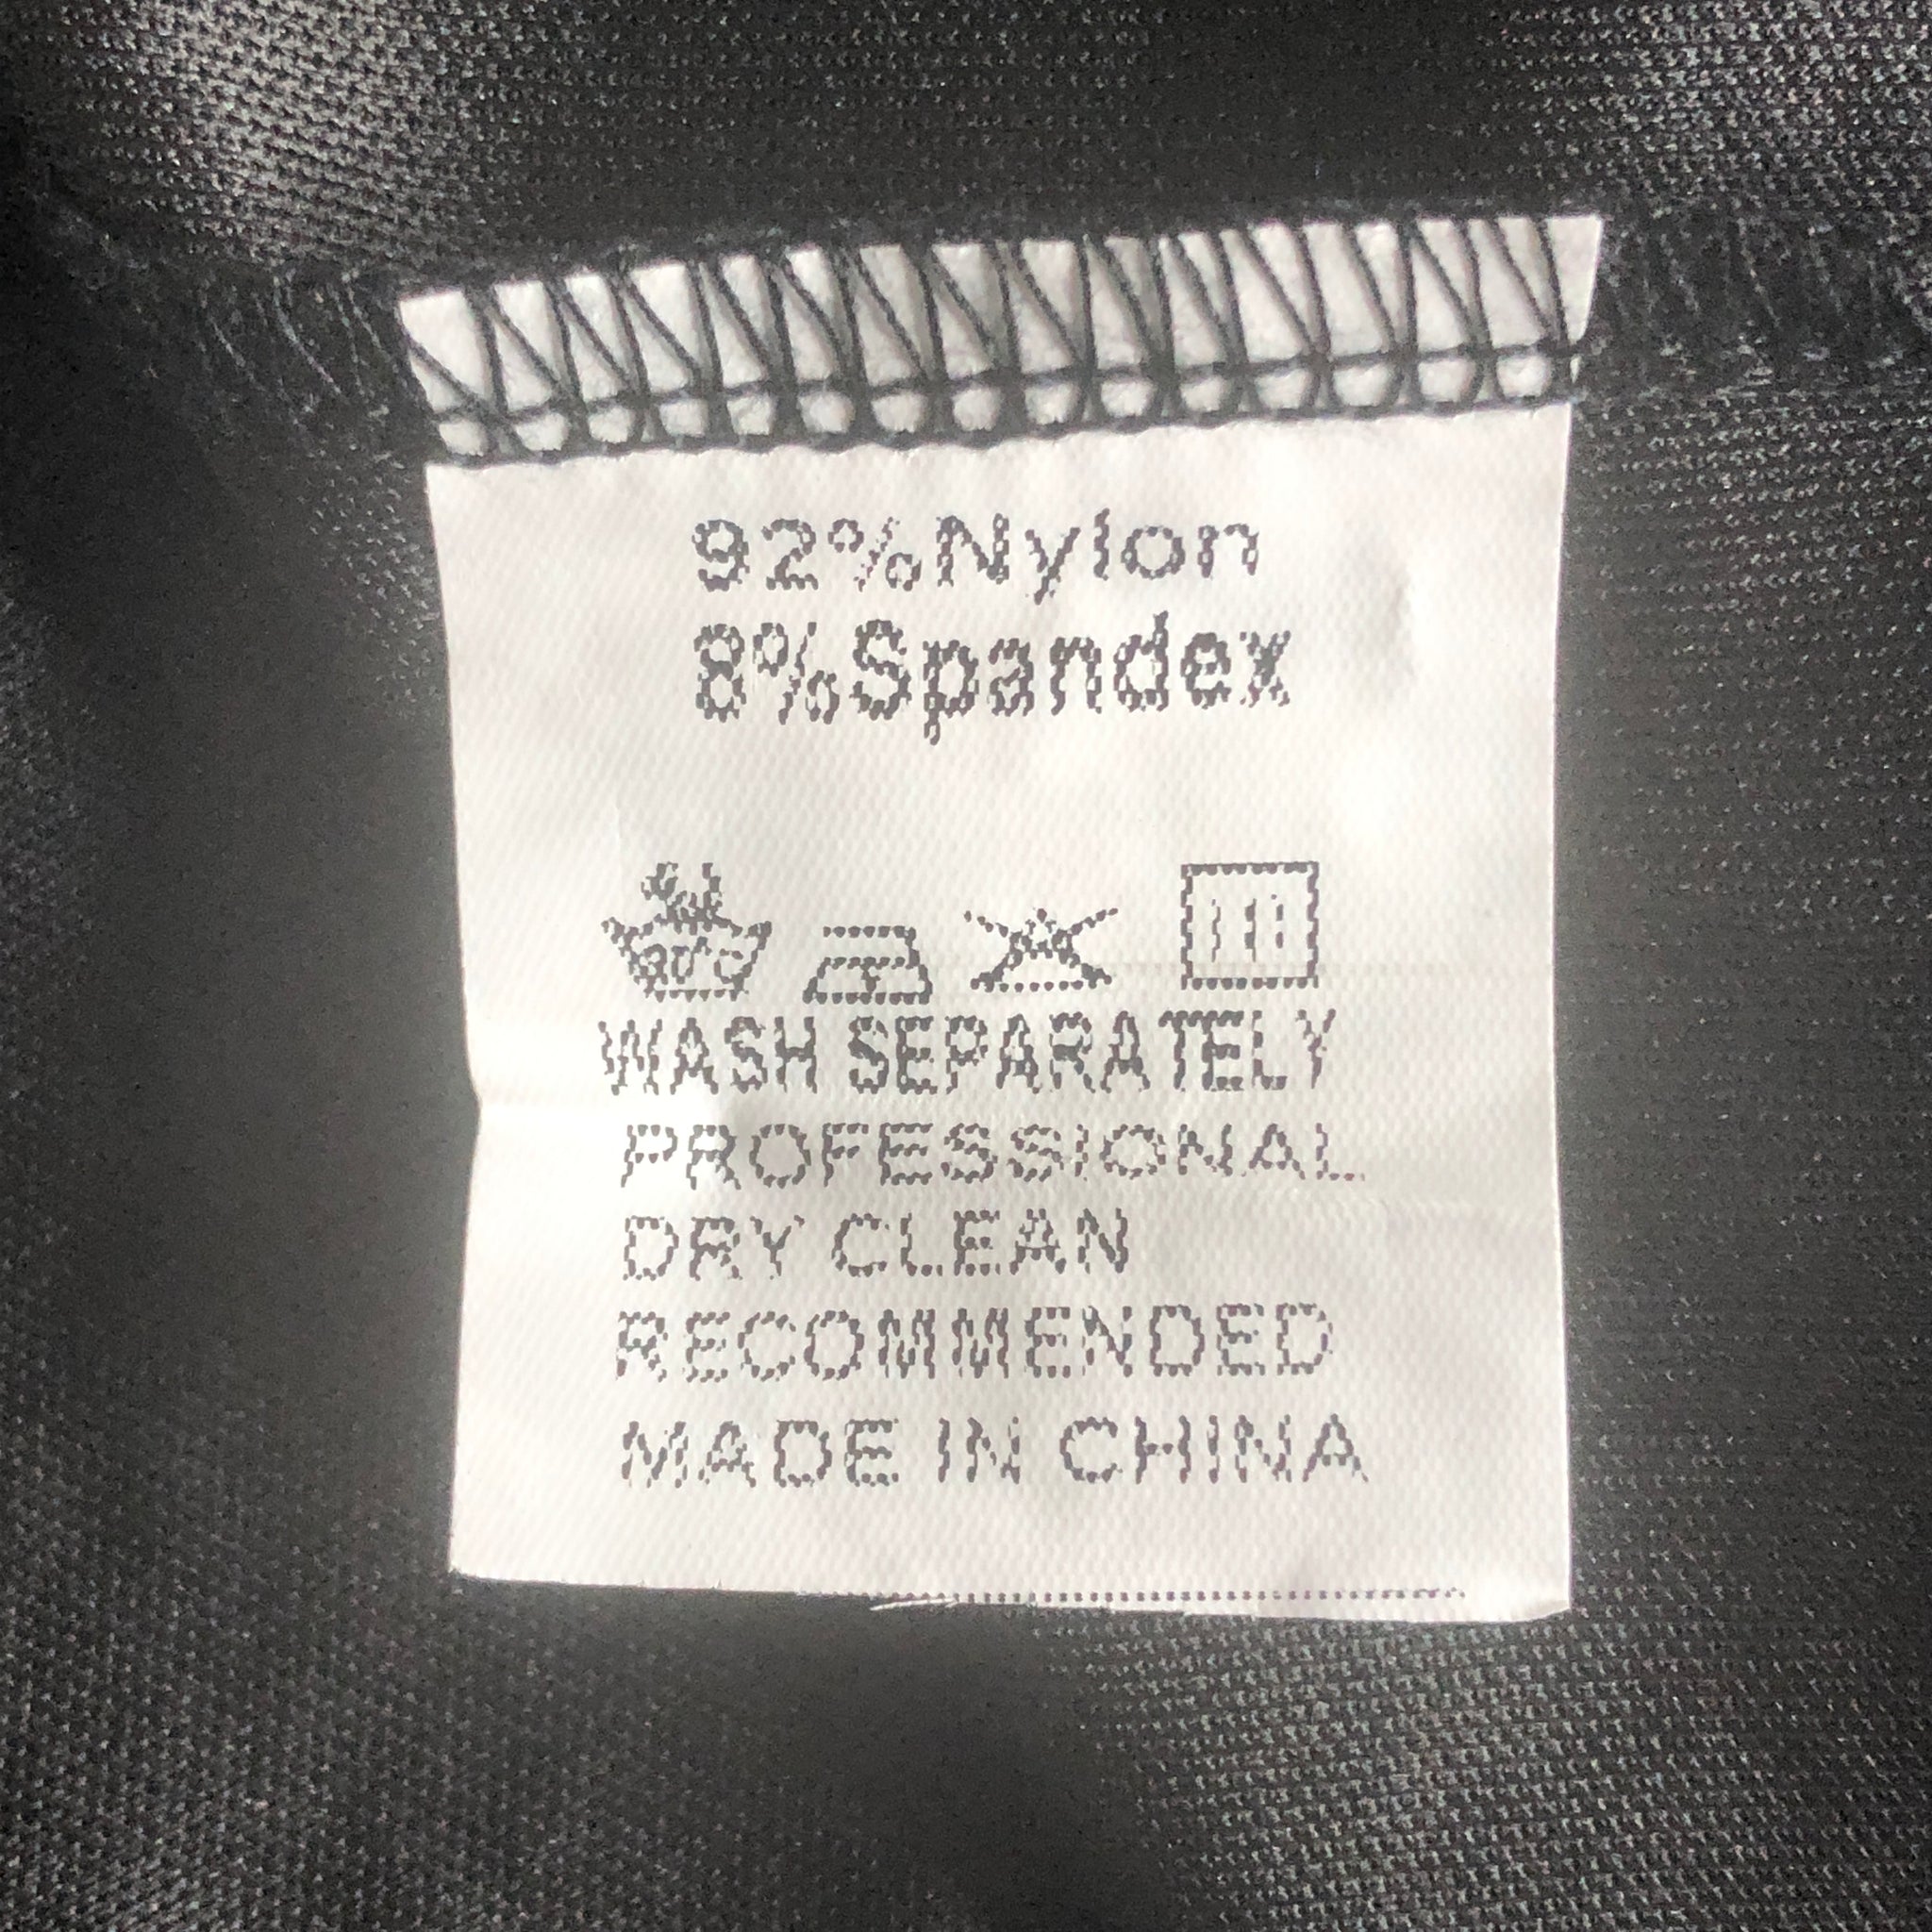 92%Nylon
8%Spandex
WASH SEPARATELY
PROFESSIONAL
DRY CLEAN
RECOMMENDED
MADE IN CHINA